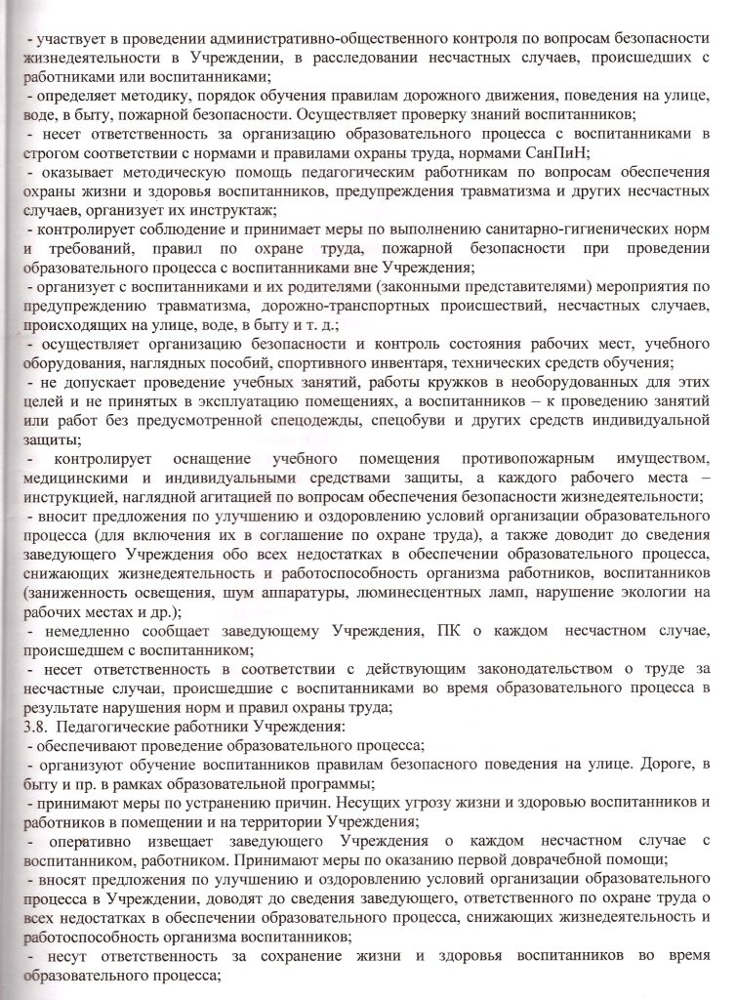 - участвует в проведении административно-общественного контроля по вопросам безопасности
жизнедеятельности в Учреждении, в расследовании несчастных случаев, происшедших с
работниками или воспитанниками;
- определяет методику, порядок обучения правилам дорожного движения, поведения на улице,
воде, в быту, пожарной безопасности. Осуществляет проверку знаний воспитанников;
- несет ответственность за организацию образовательного процесса с воспитанниками в
строгом соответствии с нормами и правилами охраны труда, нормами СанПиН;
- оказывает методическую помощь педагогическим работникам по вопросам обеспечения
охраны жизни и здоровья воспитанников, предупреждения травматизма и других несчастных
случаев, организует их инструктаж;
- контролирует соблюдение и принимает меры по выполнению санитарно-гигиенических норм
и требований, правил по охране труда, пожарной безопасности при проведении
образовательного процесса с воспитанниками вне Учреждения;
- организует с воспитанниками и их родителями (законными представителями) мероприятия по
предупреждению травматизма, дорожно-транспортных происшествий, несчастных случаев,
происходящих на улице, воде, в быту и т. д.;
- осуществляет организацию безопасности и контроль состояния рабочих мест, учебного
оборудования, наглядных пособий, спортивного инвентаря, технических средств обучения;
- не допускает проведение учебных занятий, работы кружков в необорудованных для этих
целей и не принятых в эксплуатацию помещениях, а воспитанников – к проведению занятий
или работ без предусмотренной спецодежды, спецобуви и других средств индивидуальной
защиты;
- контролирует оснащение учебного помещения противопожарным имуществом,
медицинскими и индивидуальными средствами защиты, а каждого рабочего места –
инструкцией, наглядной агитацией по вопросам обеспечения безопасности жизнедеятельности;
- вносит предложения по улучшению и оздоровлению условий организации образовательного
процесса (для включения их в соглашение по охране труда), а также доводит до сведения
заведующего Учреждения обо всех недостатках в обеспечении образовательного процесса,
снижающих жизнедеятельность и работоспособность организма работников, воспитанников
(заниженность освещения, шум аппаратуры, люминесцентных ламп, нарушение экологии на
рабочих местах и др.);
- немедленно сообщает заведующему Учреждения, ПК о каждом несчастном случае,
происшедшем с воспитанником;
- несет ответственность в соответствии с действующим законодательством о труде за
несчастные случаи, происшедшие с воспитанниками во время образовательного процесса в
результате нарушения норм и правил охраны труда;
3.8. Педагогические работники Учреждения:
- обеспечивают проведение образовательного процесса;
- организуют обучение воспитанников правилам безопасного поведения на улице. Дороге, в
быту и пр. в рамках образовательной программы;
- принимают меры по устранению причин. Несущих угрозу жизни и здоровью воспитанников и
работников в помещении и на территории Учреждения;
- оперативно извещает заведующего Учреждения о каждом несчастном случае с
воспитанником, работником. Принимают меры по оказанию первой доврачебной помощи;
- вносят предложения по улучшению и оздоровлению условий организации образовательного
процесса в Учреждении, доводят до сведения заведующего, ответственного по охране труда о
всех недостатках в обеспечении образовательного процесса, снижающих жизнедеятельность и
работоспособность организма воспитанников;
- несут ответственность за сохранение жизни и здоровья воспитанников во время
образовательного процесса;